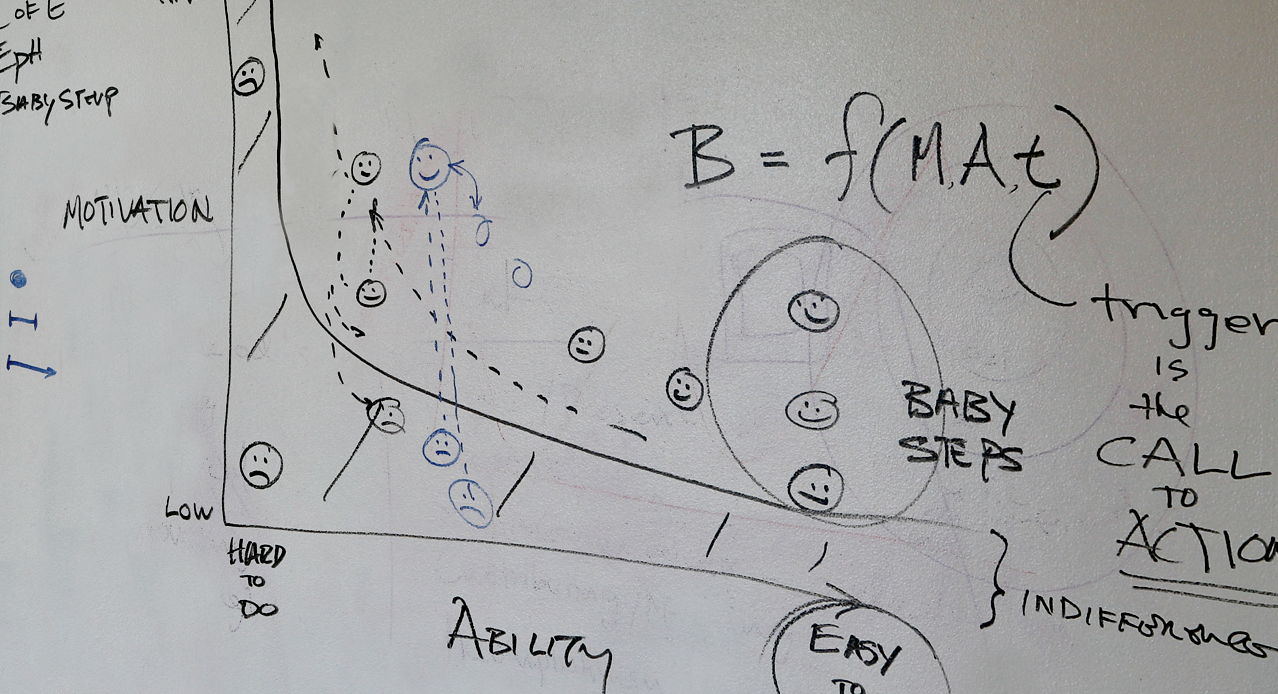 OF E
EPH
BABY STEUP
MOTIVATION
LOW
HARD
TO
DO
ABILITY
EASY
TO
B = f(M,A,t)
trigger
IS
the
CALL
TO
ACTION
BABY
STEPS
INDIFFERENCE